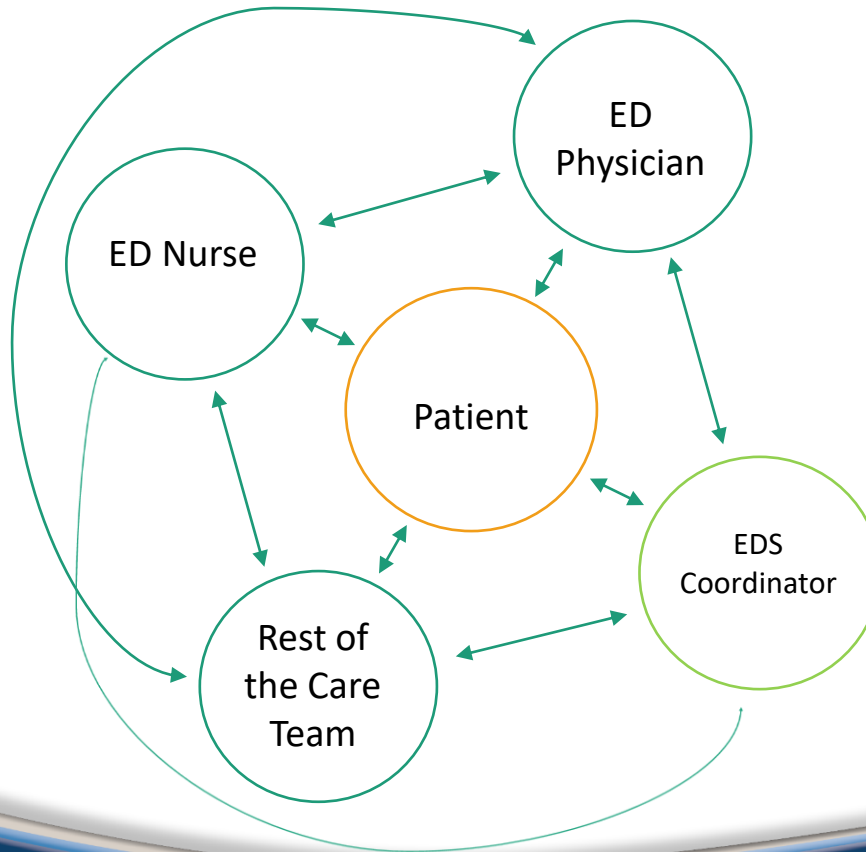 ED
Physician
ED Nurse
Patient
EDS
Coordinator
Rest of
the Care
Team